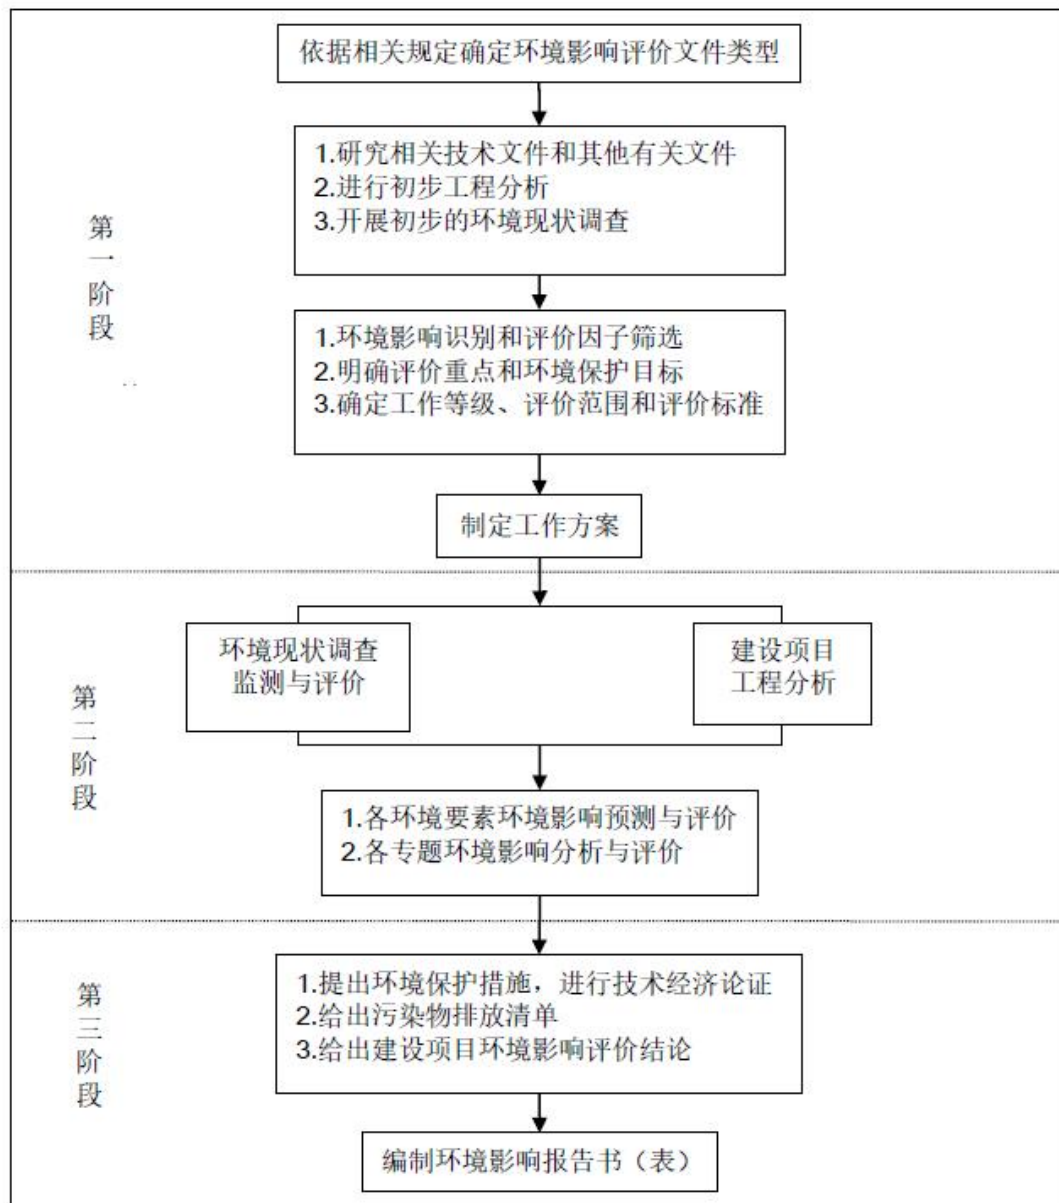 依据相关规定确定环境影响评价文件类型
1.研究相关技术文件和其他有关文件
2.进行初步工程分析
3.开展初步的环境现状调查
第一阶段
1.环境影响识别和评价因子筛选
2.明确评价重点和环境保护目标
3.确定工作等级、评价范围和评价标准
制定工作方案
环境现状调查
监测与评价
建设项目
工程分析
第二阶段
1.各环境要素环境影响预测与评价
2.各专题环境影响分析与评价
第三阶段
1.提出环境保护措施，进行技术经济论证
2.给出污染物排放清单
3.给出建设项目环境影响评价结论
编制环境影响报告书（表）